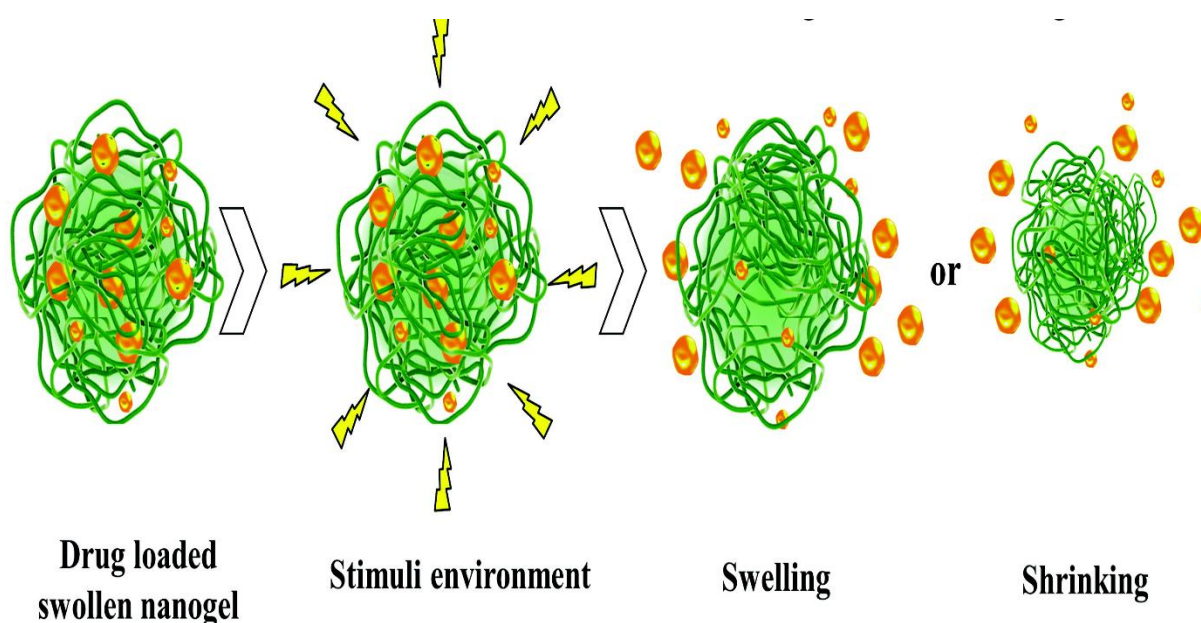 or
Drug loaded
swollen nanogel
Stimuli environment
Swelling
Shrinking